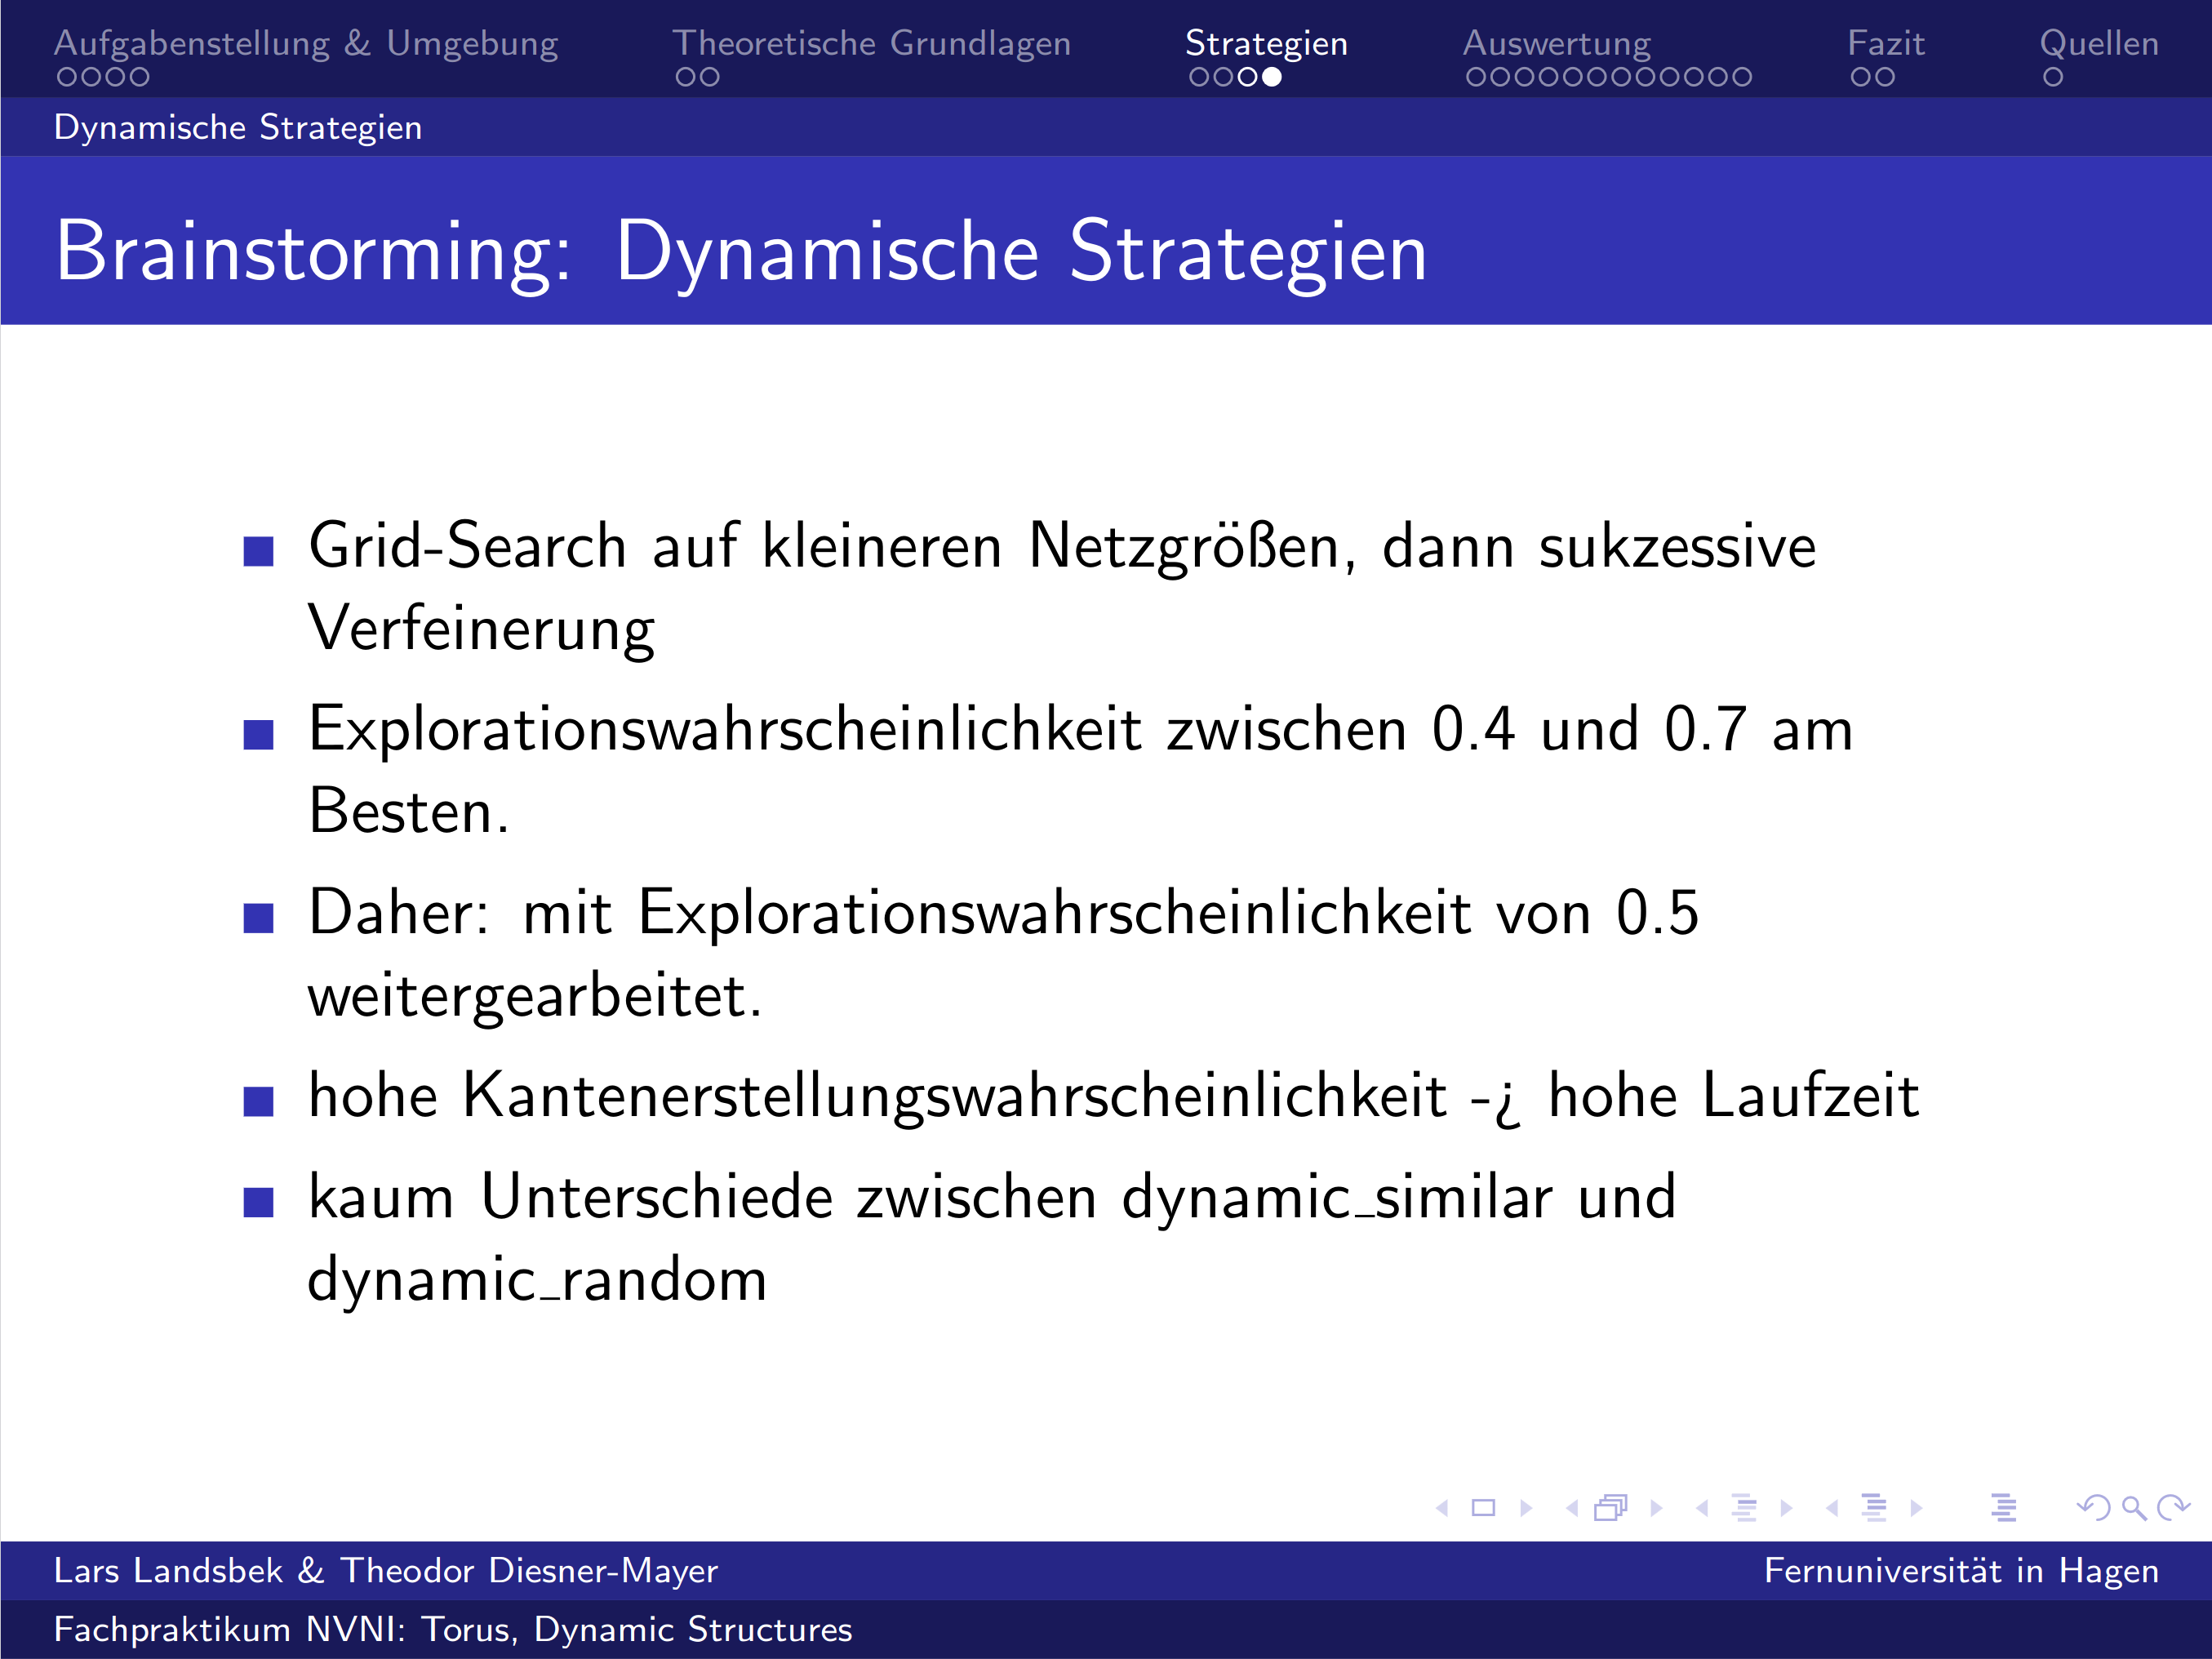 Aufgabenstellung & Umgebung Theoretische Grundlagen Strategien Auswertung Fazit Quellen
Dynamische Strategien
Brainstorming: Dynamische Strategien
Grid-Search auf kleineren Netzgrößen, dann sukzessive
Verfeinerung
Explorationswahrscheinlichkeit zwischen 0.4 und 0.7 am
Besten.
Daher: mit Explorationswahrscheinlichkeit von 0.5
weitergearbeitet.
hohe Kantenerstellungswahrscheinlichkeit -¿ hohe Laufzeit
kaum Unterschiede zwischen dynamic_similar und
dynamic_random
Lars Landsbek & Theodor Diesner-Mayer Fernuniversität in Hagen
Fachpraktikum NVNI: Torus, Dynamic Structures